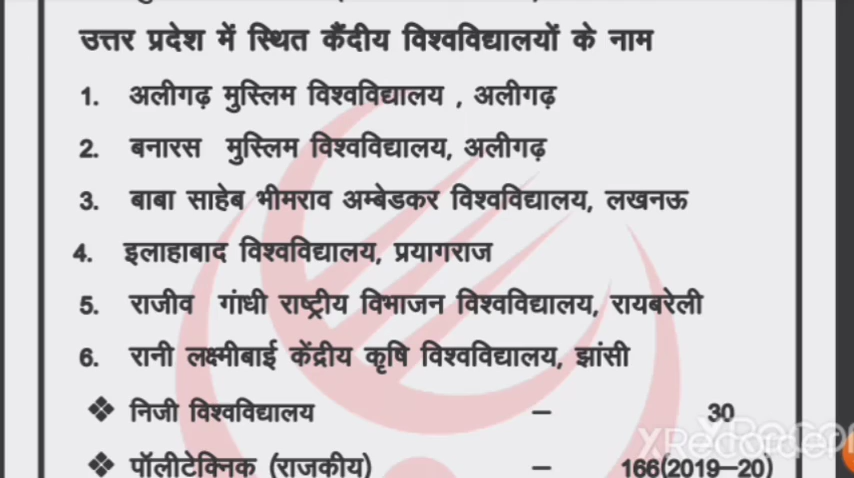 उत्तर प्रदेश में स्थित कैंदीय विश्वविद्यालयों के नाम
1. अलीगढ़ मुस्लिम विश्वविद्यालय , अलीगढ़
2. बनारस मुस्लिम विश्वविद्यालय, अलीगढ़
3. बाबा साहेब भीमराव अम्बेडकर विश्वविद्यालय, लखनऊ
4. इलाहाबाद विश्वविद्यालय, प्रयागराज
5. राजीव गांधी राष्ट्रीय विभाजन विश्वविद्यालय, रायबरेली
6. रानी लक्ष्मीबाई केंद्रीय कृषि विश्वविद्यालय, झांसी
❖ निजी विश्वविद्यालय – 30
❖ पॉलीटेक्निक (राजकीय) – 166(2019–20)
XRecorder